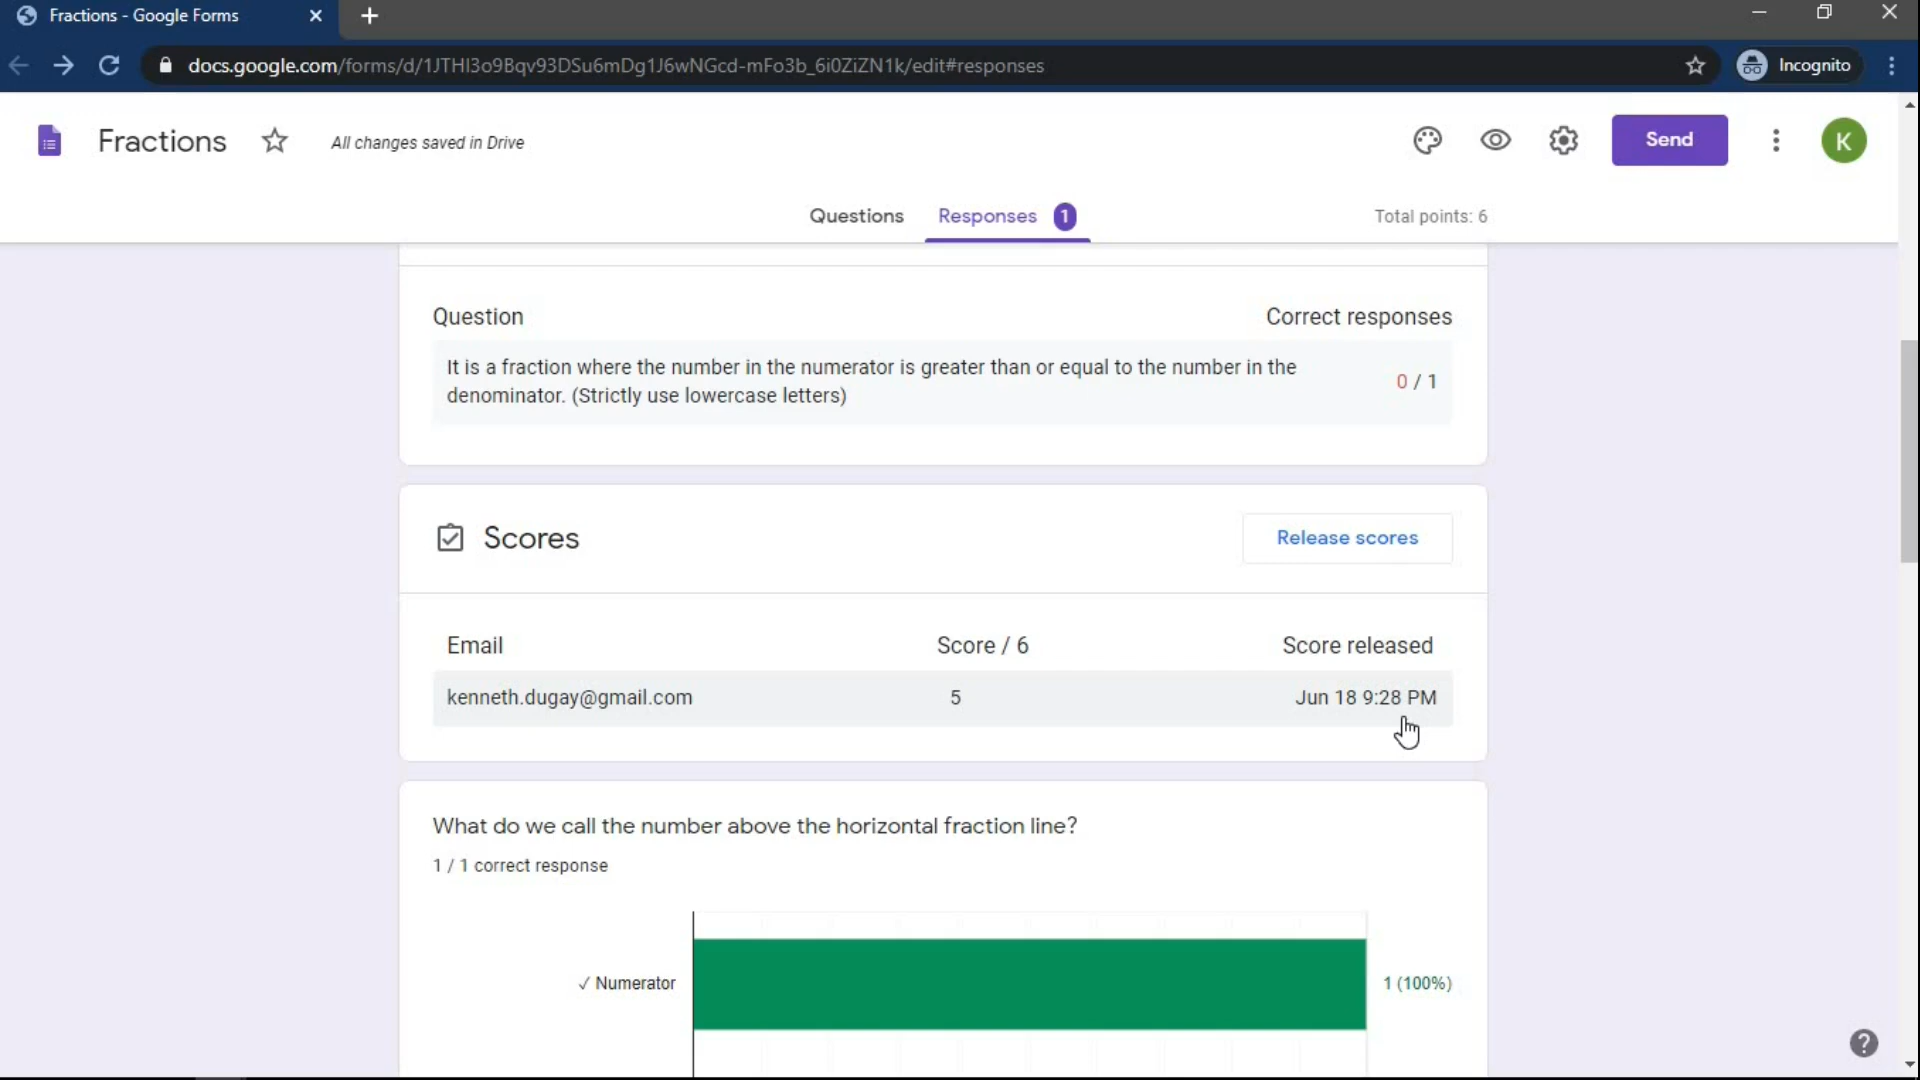 Fractions - Google Forms
docs.google.com/forms/d/1JTHI3o9Bqv93DSu6mDg1J6wNGcd-mFo3b_6i0ZiZN1k/edit#responses
Incognito
Fractions
All changes saved in Drive
Send
K
Questions
Responses 1
Total points: 6
Question
Correct responses
It is a fraction where the number in the numerator is greater than or equal to the number in the
denominator. (Strictly use lowercase letters)
0 / 1
Scores
Release scores
Email
Score / 6
Score released
kenneth.dugay@gmail.com
5
Jun 18 9:28 PM
What do we call the number above the horizontal fraction line?
1 / 1 correct response
✓ Numerator
1 (100%)